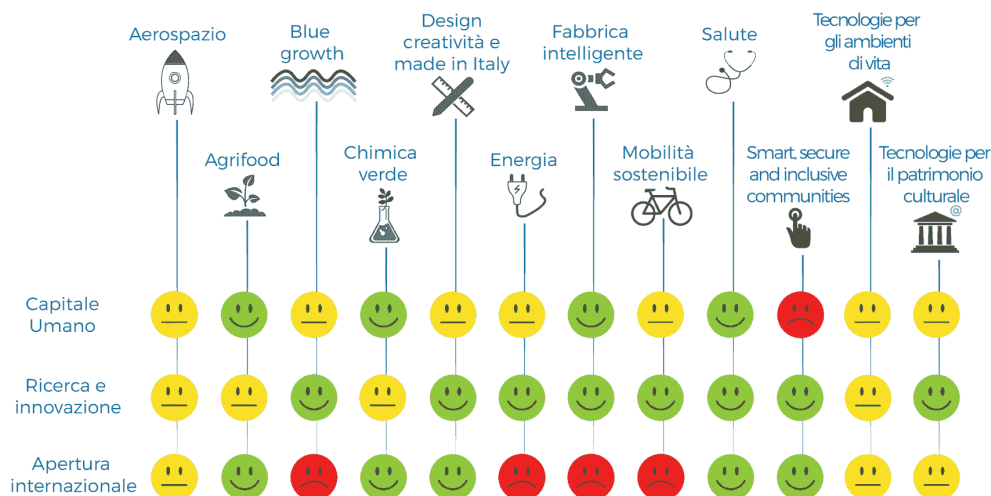 Aerospazio
Blue
growth
Design
creatività e
made in Italy
Fabbrica
intelligente
Salute
Tecnologie per
gli ambienti
di vita
Agrifood
Chimica
verde
Energia
Mobilità
sostenibile
Smart, secure
and inclusive
communities
Tecnologie per
il patrimonio
culturale
@
Capitale
Umano
Ricerca e
innovazione
Apertura
internazionale